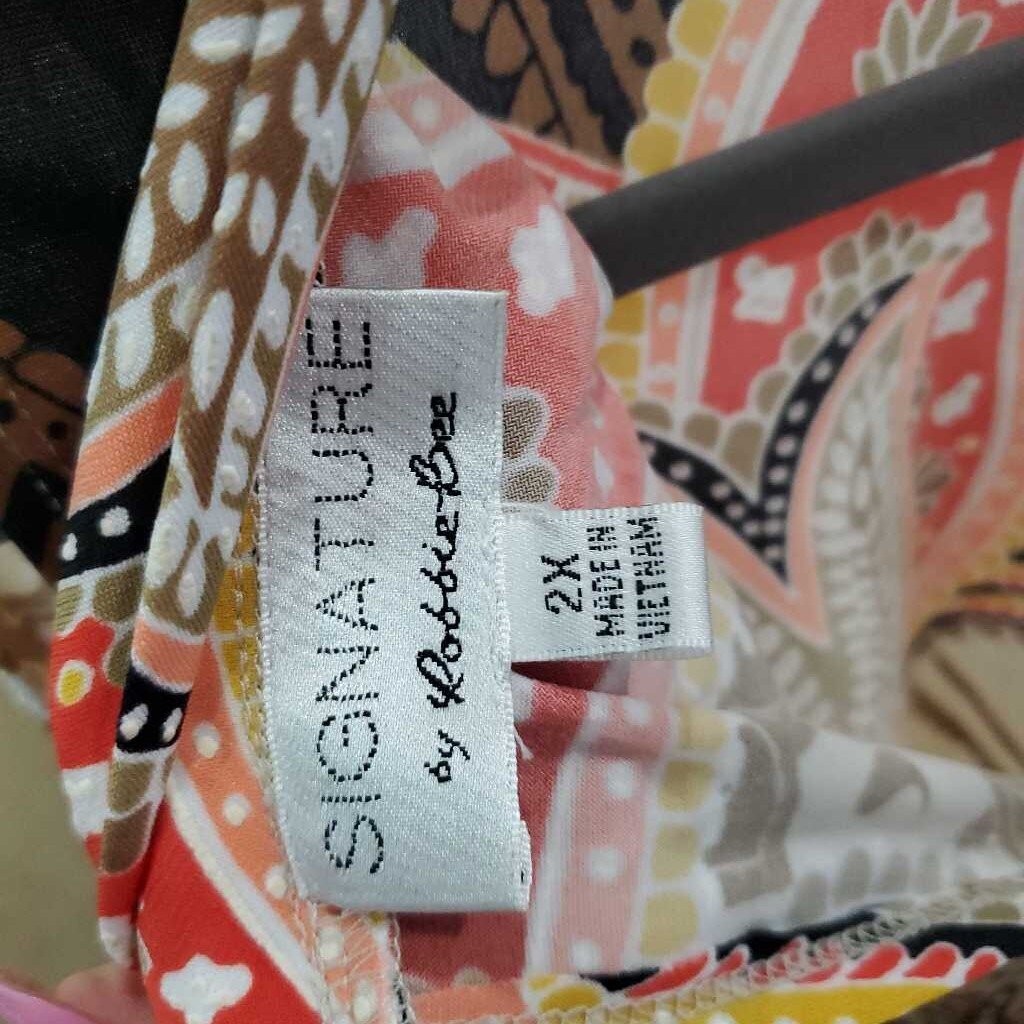 SIGNATURE
by Robbie Bee
2X
MADE IN
VIETNAM